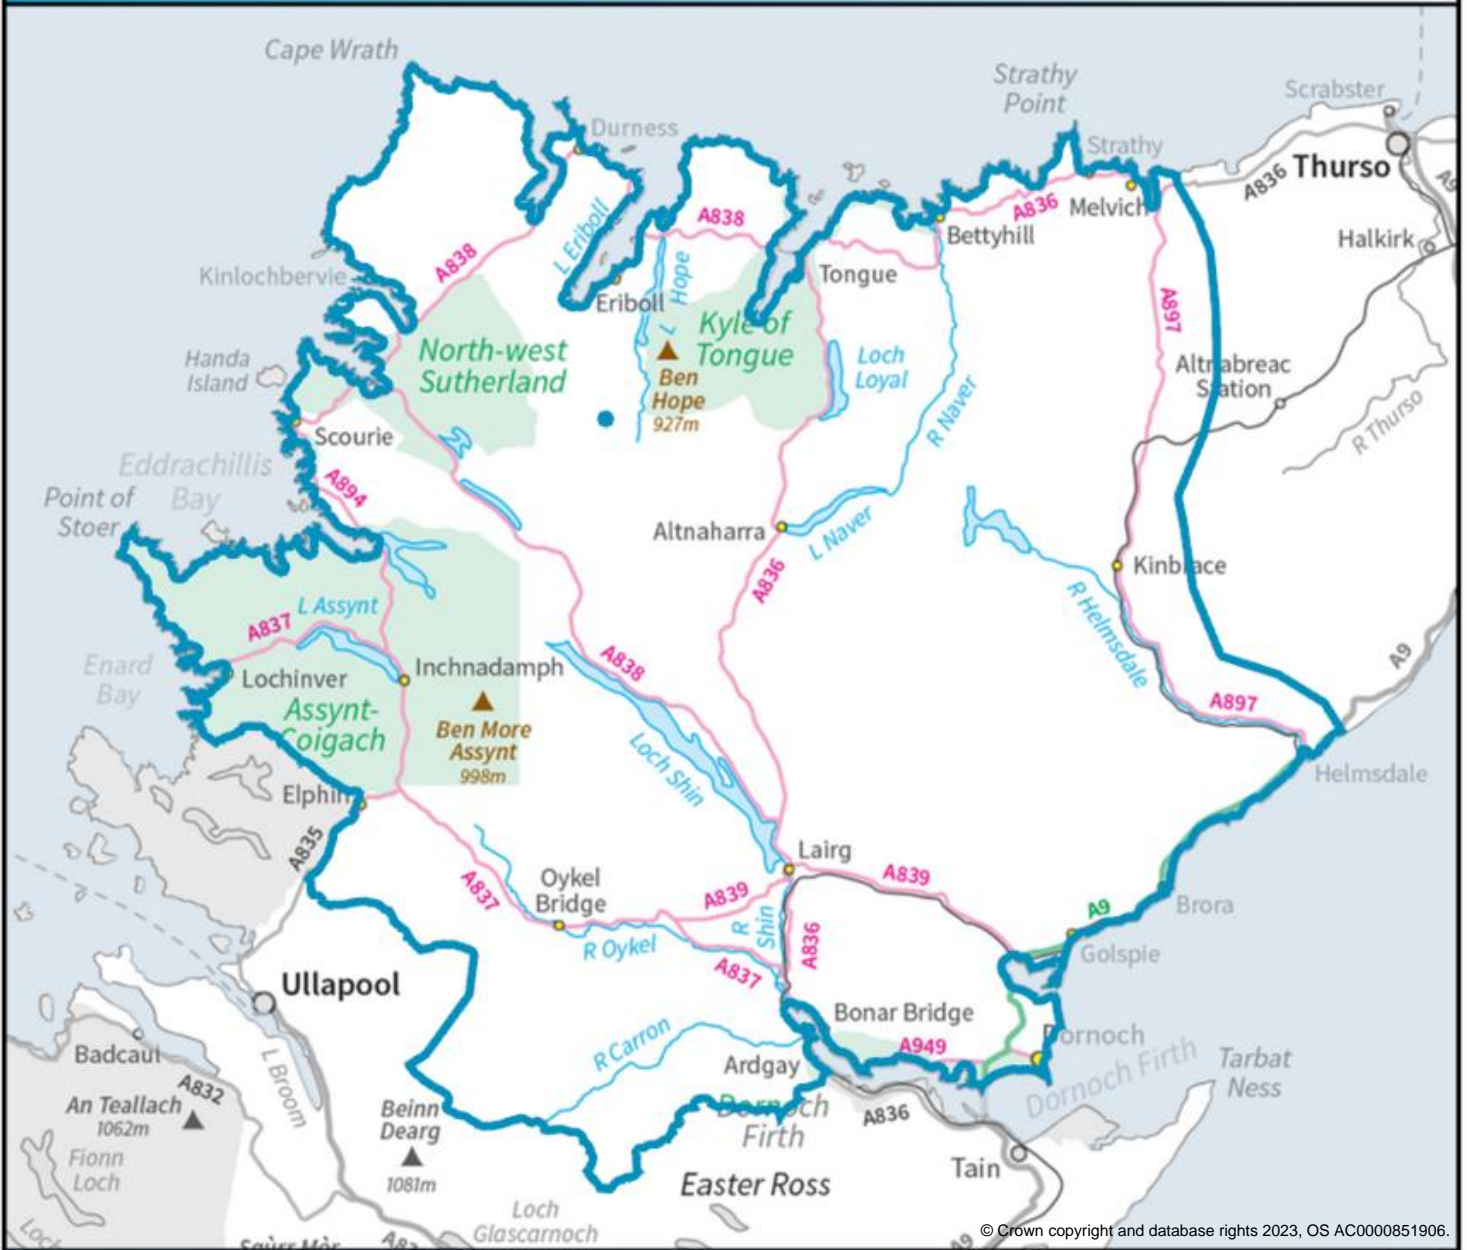 Cape Wrath
Strathy
Point
Scrabster
Durness
Strathy
Thurso
A836
A9
Melvich
A836
A838
Bettyhill
Halkirk
L Eriboll
A838
Kinlochbervie
L Hope
Tongue
Eriboll
A897
Kyle of
Tongue
North-west
Sutherland
Handa
Island
Loch
Loyal
Altnabreac
Station
Ben
Hope
927m
R Naver
R Thurso
Scourie
Eddrachillis
Bay
A894
Point of
Stoer
Altnaharra
L Naver
A836
Kinbrace
R Helmsdale
L Assynt
A837
Enard
Bay
Inchnadamph
Lochinver
A838
A9
A897
Assynt-
Coigach
Ben More
Assynt
998m
Loch Shin
Helmsdale
Elphin
A835
Lairg
A839
Oykel
Bridge
A837
A839
Brora
A9
R
Shin
A836
R Oykel
A837
Golspie
Ullapool
Bonar Bridge
Dornoch
A949
R Carron
Ardgay
Dornoch Firth
Tarbat
Ness
Badcaul
A832
L Broom
An Teallach
1062m
Beinn
Dearg
1081m
Dornoch
Firth
A836
Fionn
Loch
Tain
Easter Ross
Loch
Glascarnoch
Loch
Sgùrr Mòr
A9
© Crown copyright and database rights 2023, OS AC0000851906.